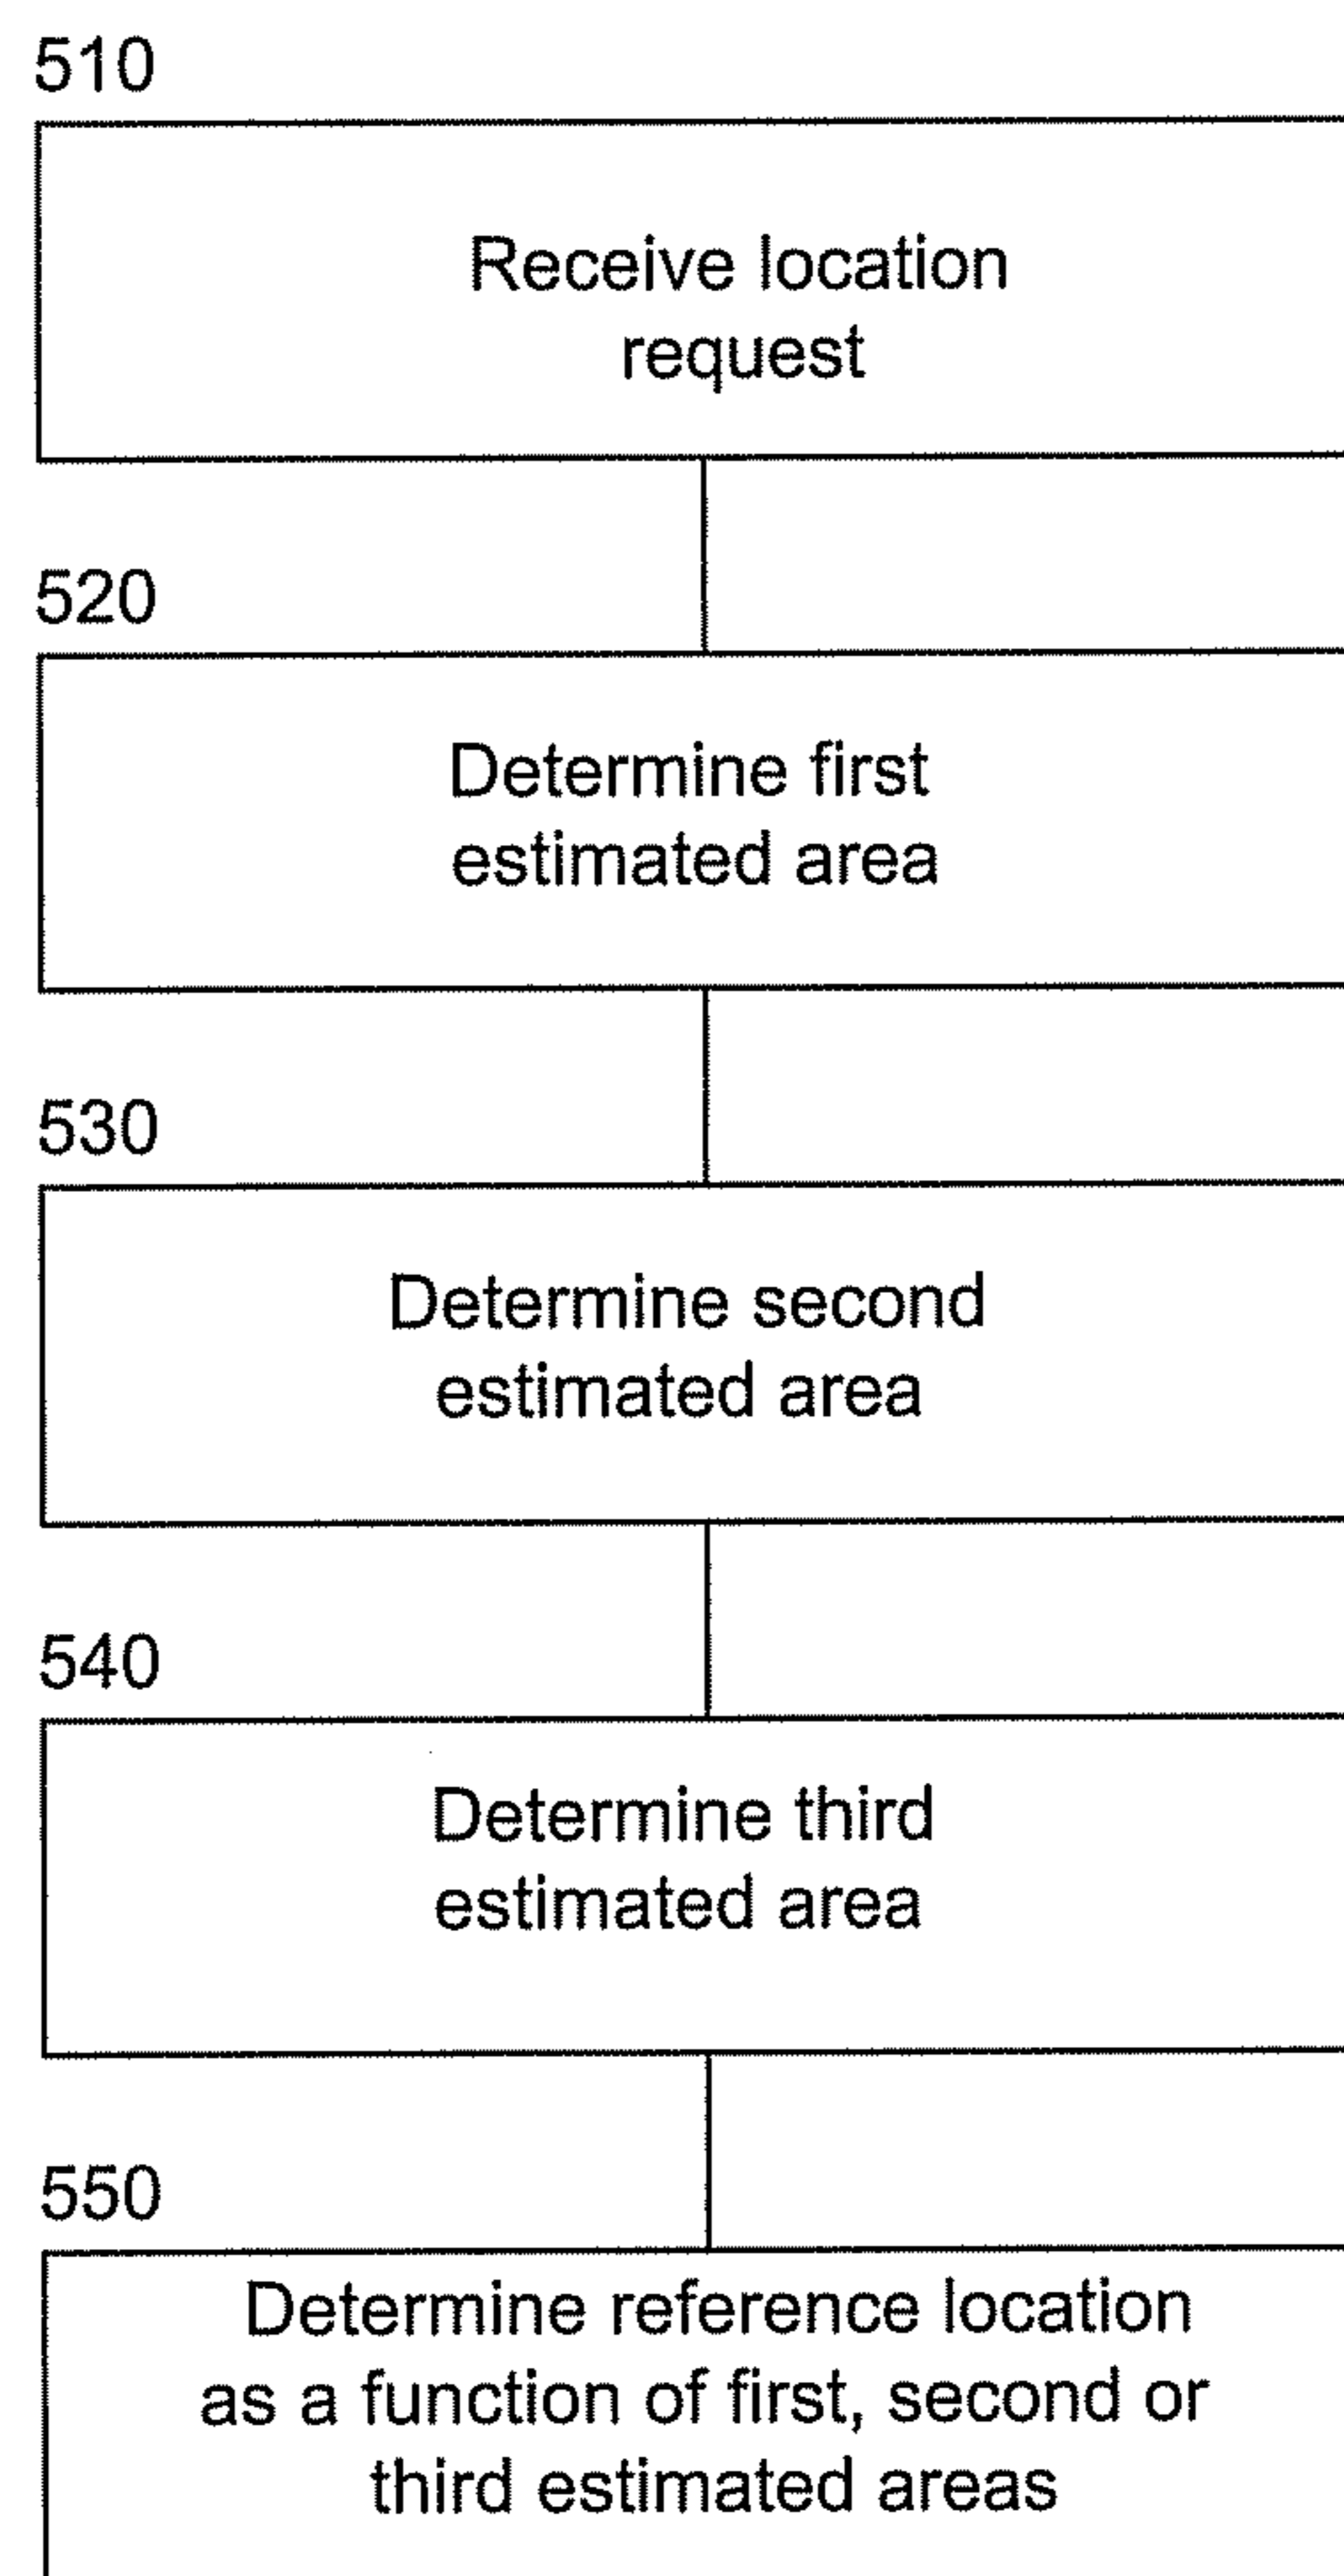 510
Receive location
request
520
Determine first
estimated area
530
Determine second
estimated area
540
Determine third
estimated area
550
Determine reference location
as a function of first, second or
third estimated areas